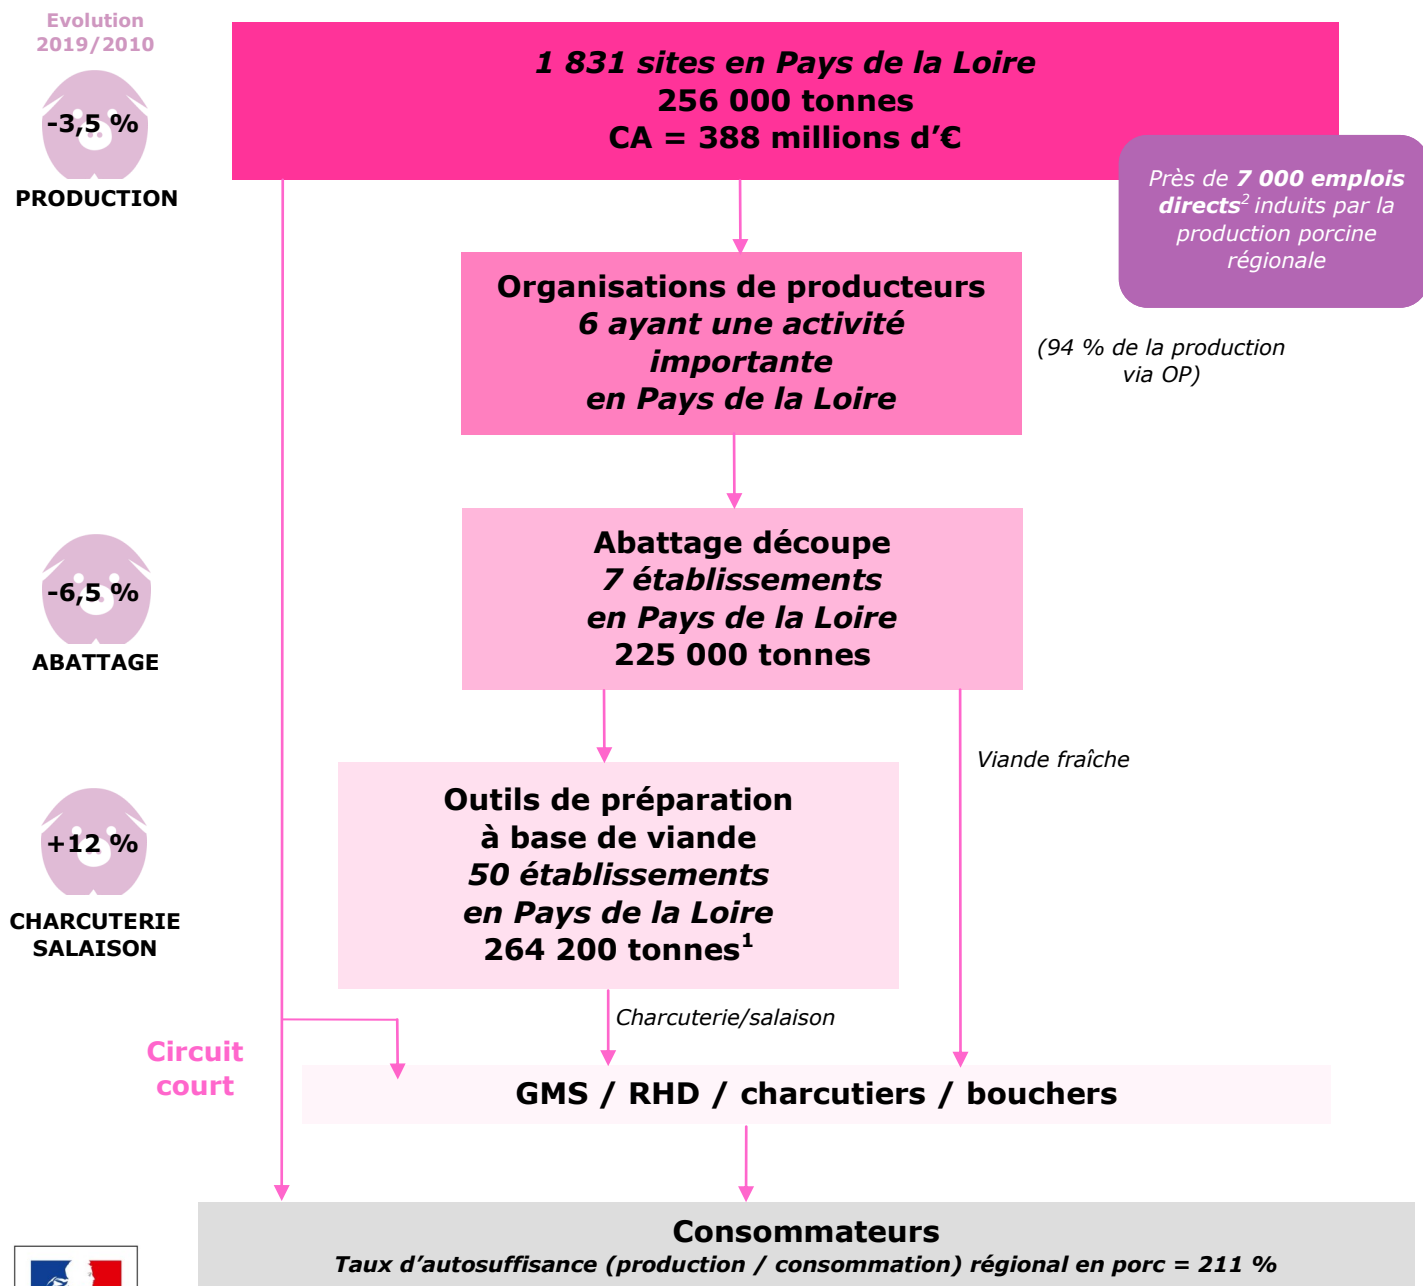 Evolution
2019/2010
1 831 sites en Pays de la Loire
256 000 tonnes
CA = 388 millions d’€
-3,5 %
PRODUCTION
Près de 7 000 emplois
directs² induits par la
production porcine
régionale
Organisations de producteurs
6 ayant une activité
importante
en Pays de la Loire
(94 % de la production
via OP)
Abattage découpe
7 établissements
en Pays de la Loire
225 000 tonnes
-6,5 %
ABATTAGE
Viande fraîche
Outils de préparation
à base de viande
50 établissements
en Pays de la Loire
264 200 tonnes¹
+12 %
CHARCUTERIE
SALAISON
Charcuterie/salaison
Circuit
court
GMS / RHD / charcutiers / bouchers
Consommateurs
Taux d’autosuffisance (production / consommation) régional en porc = 211 %